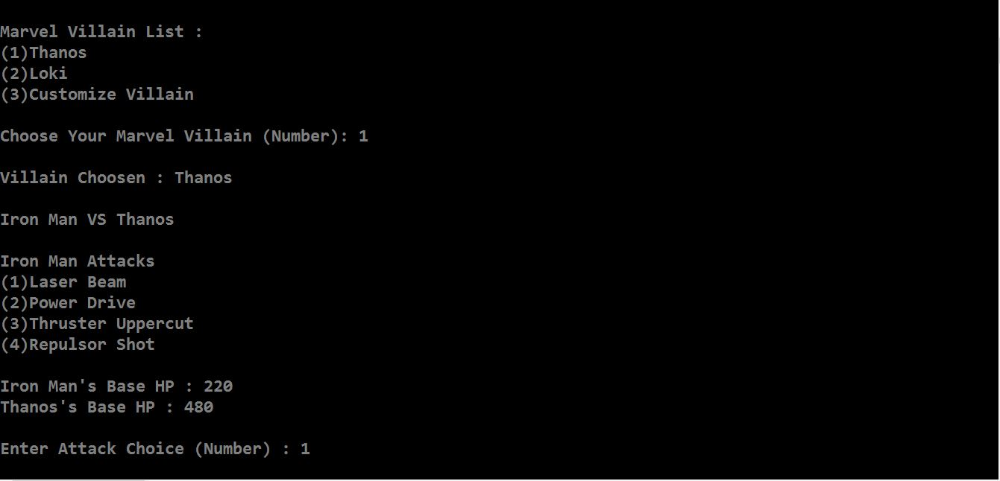 Marvel Villain List :
(1)Thanos
(2)Loki
(3)Customize Villain
Choose Your Marvel Villain (Number): 1
Villain Choosen : Thanos
Iron Man VS Thanos
Iron Man Attacks
(1)Laser Beam
(2)Power Drive
(3)Thruster Uppercut
(4)Repulsor Shot
Iron Man's Base HP : 220
Thanos's Base HP : 480
Enter Attack Choice (Number) : 1